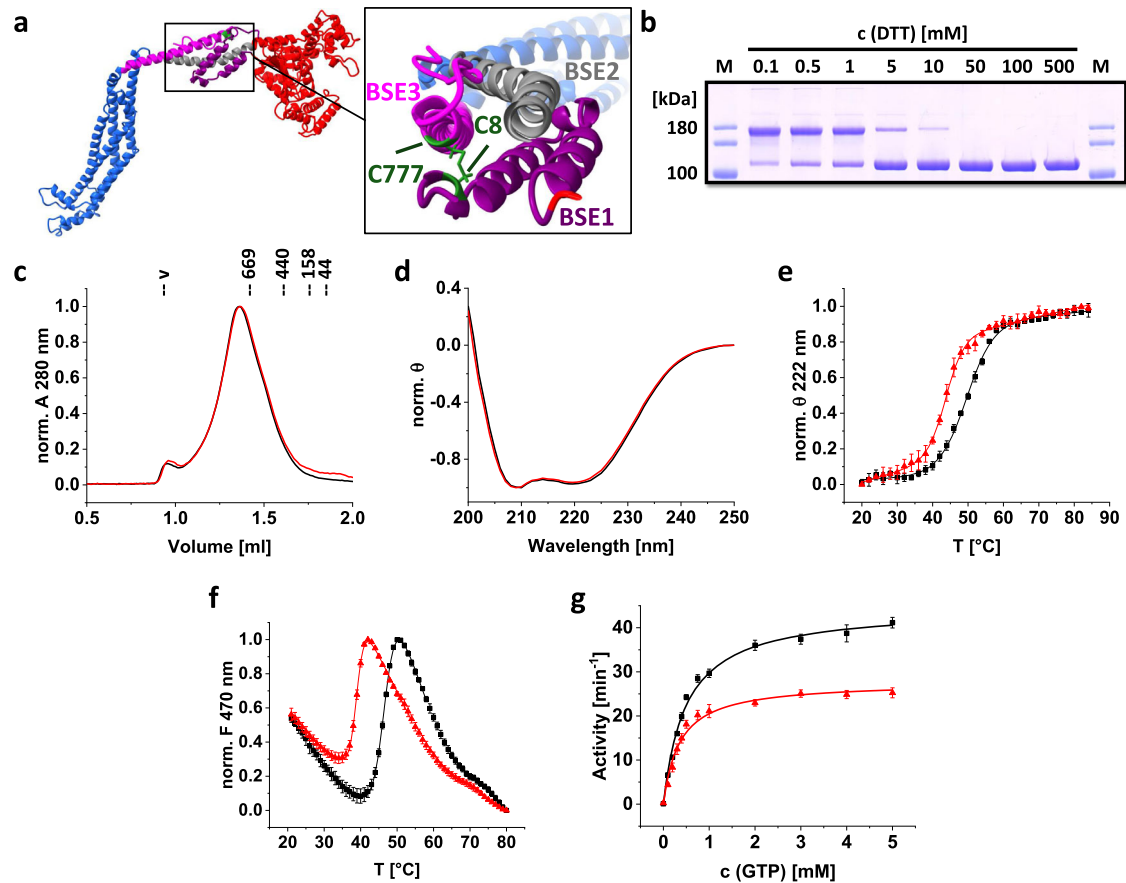 a
BSE3
BSE2
C8
C777
BSE1
b
c (DTT) [mM]
M 0.1 0.5 1 5 10 50 100 500 M
[kDa]
180
100
c
-- v
-- 669
-- 440
-- 158
-- 44
norm. A 280 nm
1.0
0.8
0.6
0.4
0.2
0.0
0.5 1.0 1.5 2.0
Volume [ml]
d
norm. θ
0.0
-0.4
-0.8
200 210 220 230 240 250
Wavelength [nm]
e
norm. θ 222 nm
1.0
0.8
0.6
0.4
0.2
0.0
10 20 30 40 50 60 70 80 90
T [°C]
f
norm. F 470 nm
1.0
0.8
0.6
0.4
0.2
0.0
20 30 40 50 60 70 80
T [°C]
g
Activity [min⁻¹]
40
30
20
10
0
0 1 2 3 4 5
c (GTP) [mM]